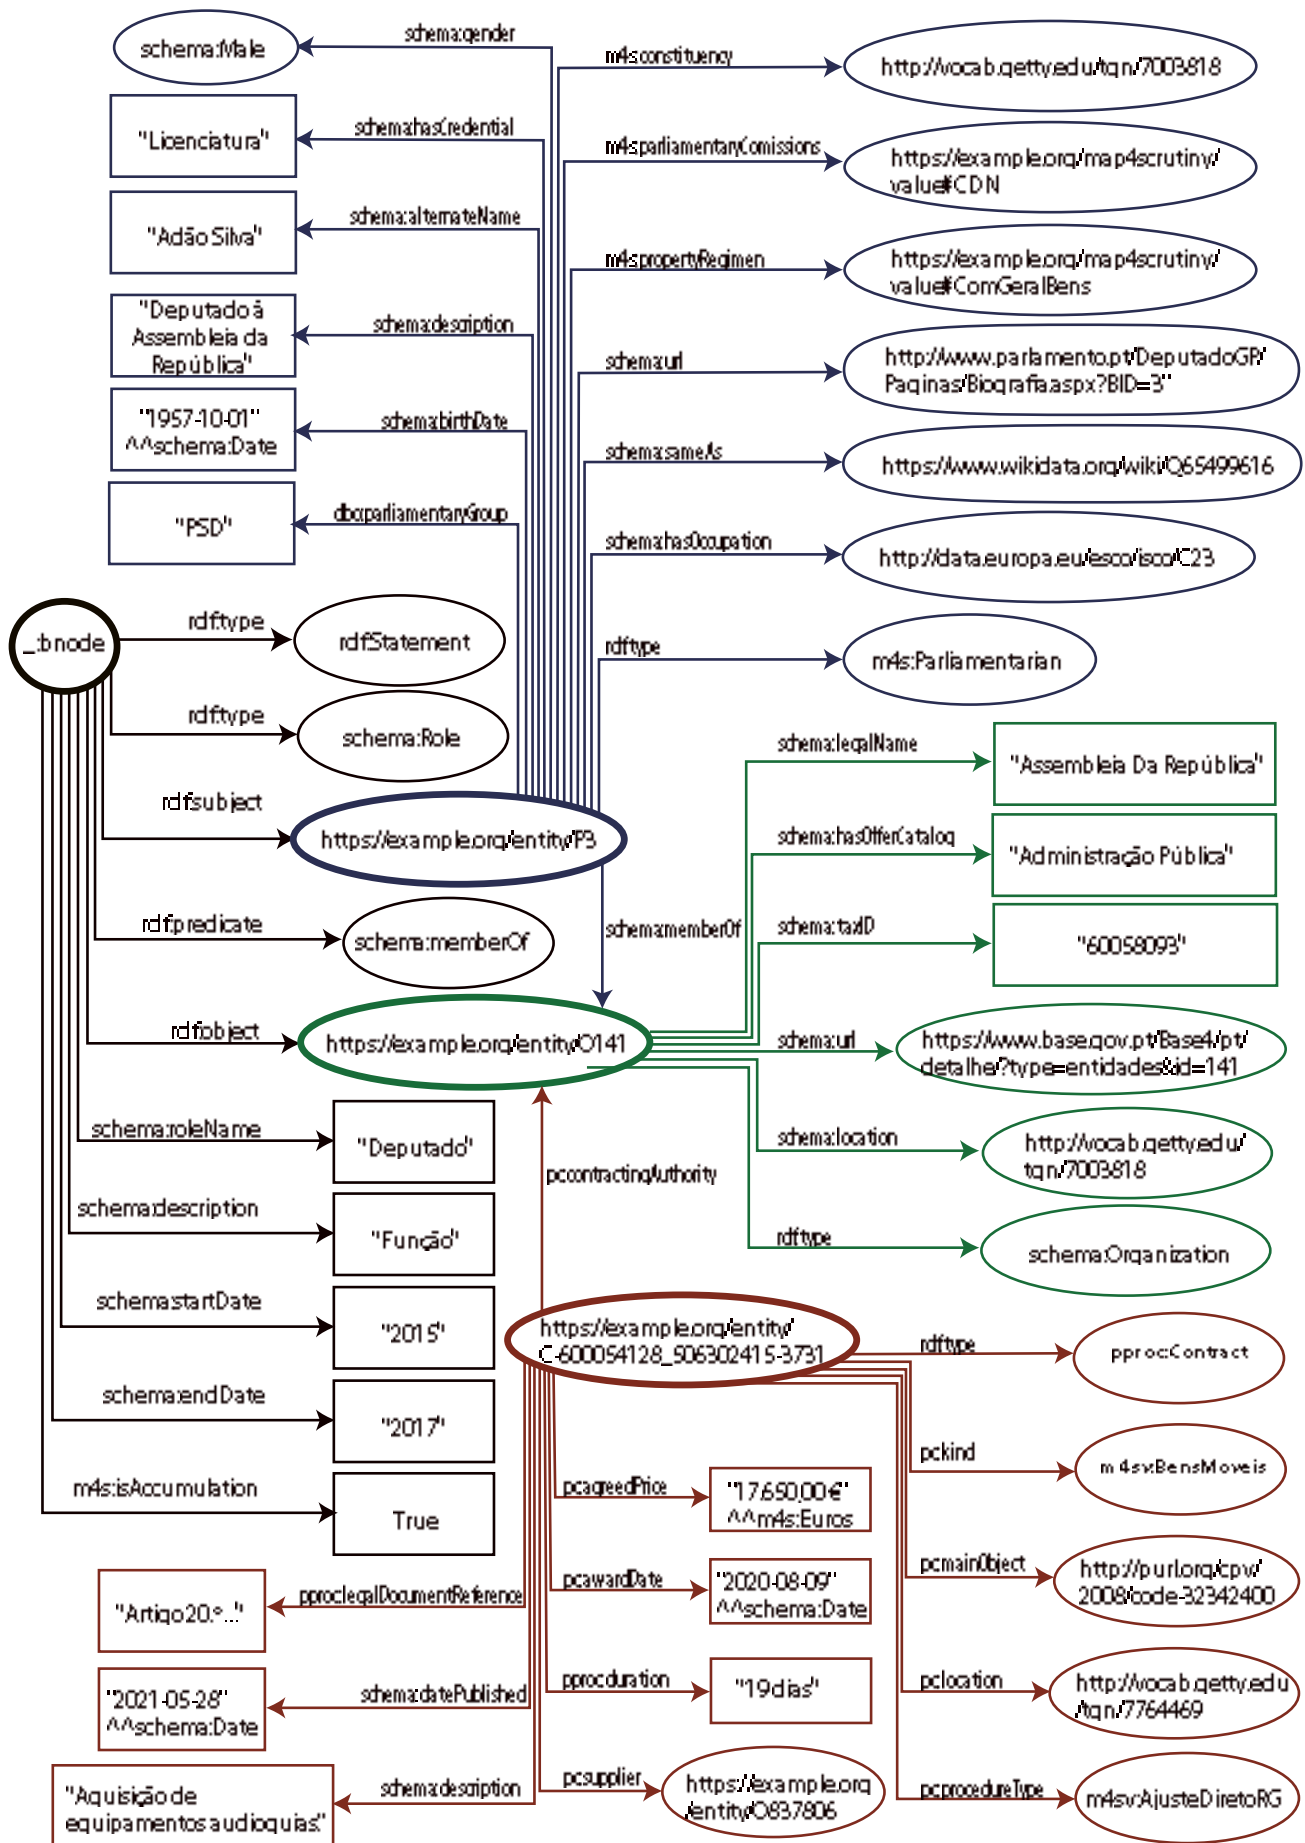 schema:gender
schema:Male
m4s:constituency
http://vocab.getty.edu/tgn/7003818
"Licenciatura"
schema:hasCredential
m4s:parliamentaryComissions
https://example.org/map4scrutiny/
value#CDN
"Adão Silva"
schema:alternateName
m4s:propertyRegimen
https://example.org/map4scrutiny/
value#ComGeralBens
"Deputado à
Assembleia da
República"
schema:description
schema:url
http://www.parlamento.pt/DeputadoGP/
Paginas/Biografia.aspx?BID=3"
"1957-10-01"
^^schema:Date
schema:birthDate
schema:sameAs
https://www.wikidata.org/wiki/Q65499616
"PSD"
dbo:parliamentaryGroup
schema:hasOccupation
http://data.europa.eu/esco/isco/C23
_:bnode
rdf:type
rdf:Statement
rdf:type
m4s:Parliamentarian
rdf:type
schema:Role
schema:legalName
"Assembleia Da República"
rdf:subject
https://example.org/entity/P3
schema:hasOfferCatalog
"Administração Pública"
rdf:predicate
schema:memberOf
schema:memberOf
schema:taxID
"60058093"
rdf:object
https://example.org/entity/O141
schema:url
https://www.base.gov.pt/Base4/pt/
detalhe/?type=entidades&id=141
schema:roleName
"Deputado"
schema:location
http://vocab.getty.edu/
tgn/7003818
pc:contractingAuthority
schema:description
"Função"
rdf:type
schema:Organization
schema:startDate
"2015"
https://example.org/entity/
C-600054128_506302415-3731
rdf:type
pproc:Contract
schema:endDate
"2017"
pc:kind
m4sv:BensMoveis
m4s:isAccumulation
True
pc:agreedPrice
"17.650,00 €"
^^m4s:Euros
pc:mainObject
http://purl.org/cpv/
2008/code-32342400
"Artigo 20.º..."
pproc:legalDocumentReference
pc:awardDate
"2020-08-09"
^^schema:Date
"2021-05-28"
^^schema:Date
schema:datePublished
pproc:duration
"19 dias"
pc:location
http://vocab.getty.edu
/tgn/7764469
"Aquisição de
equipamentos audioguias"
schema:description
pc:supplier
https://example.org
/entity/O837806
pc:procedureType
m4sv:AjusteDiretoRG